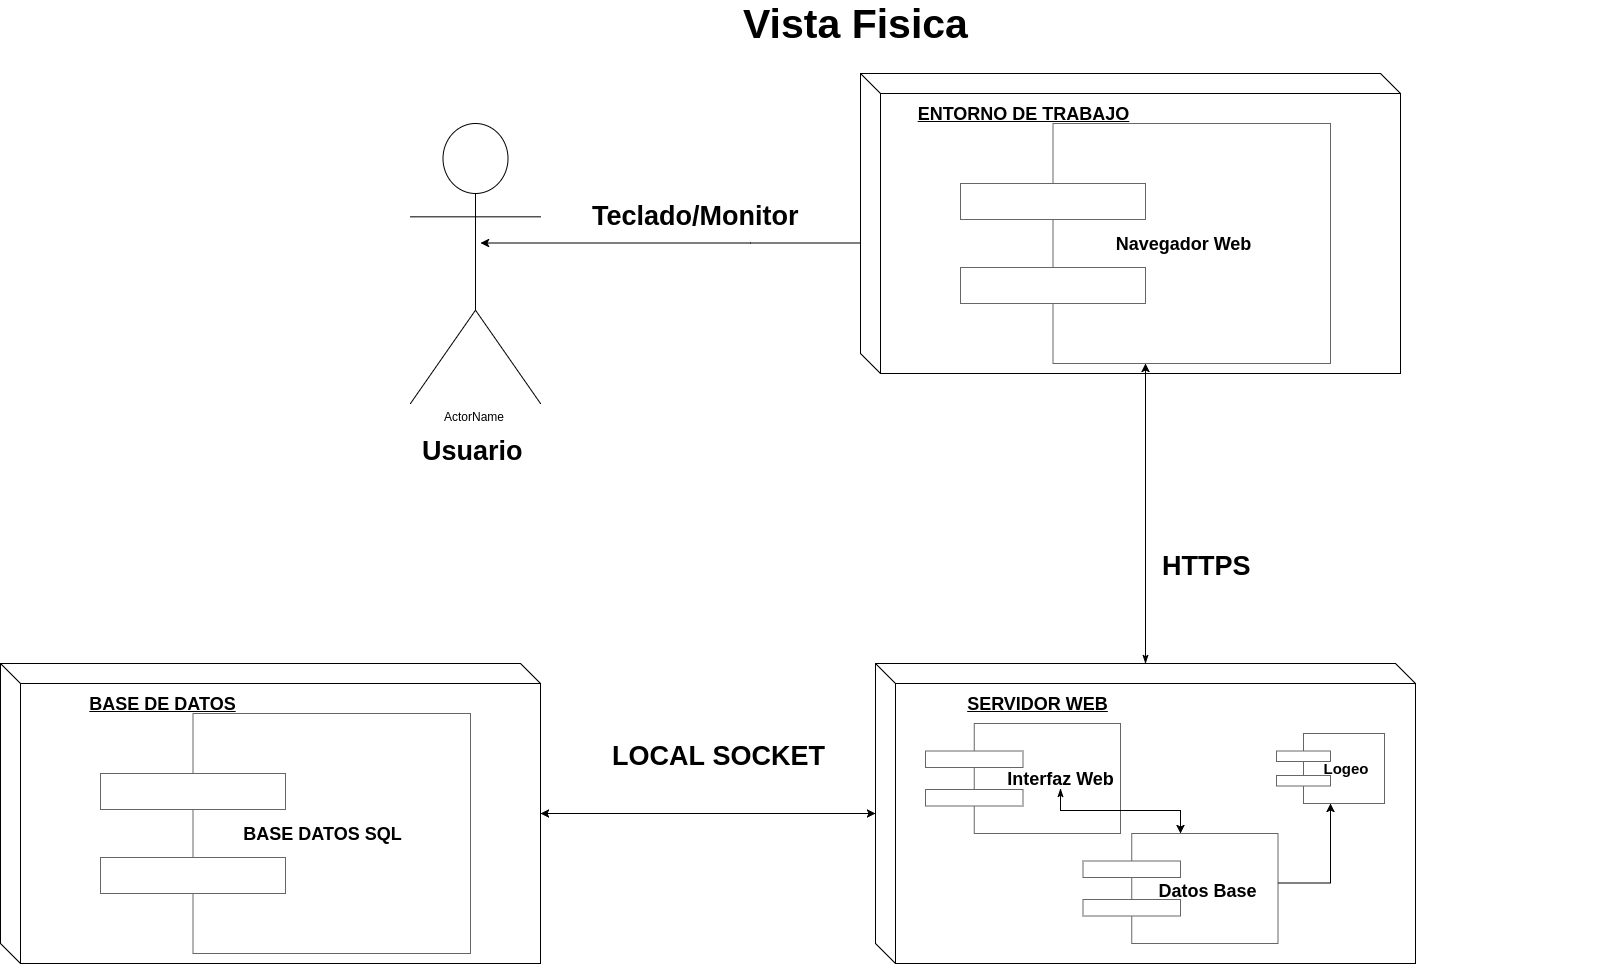 Vista Fisica
ENTORNO DE TRABAJO
Teclado/Monitor
Navegador Web
ActorName
Usuario
HTTPS
BASE DE DATOS
SERVIDOR WEB
LOCAL SOCKET
Interfaz Web
Logeo
BASE DATOS SQL
Datos Base